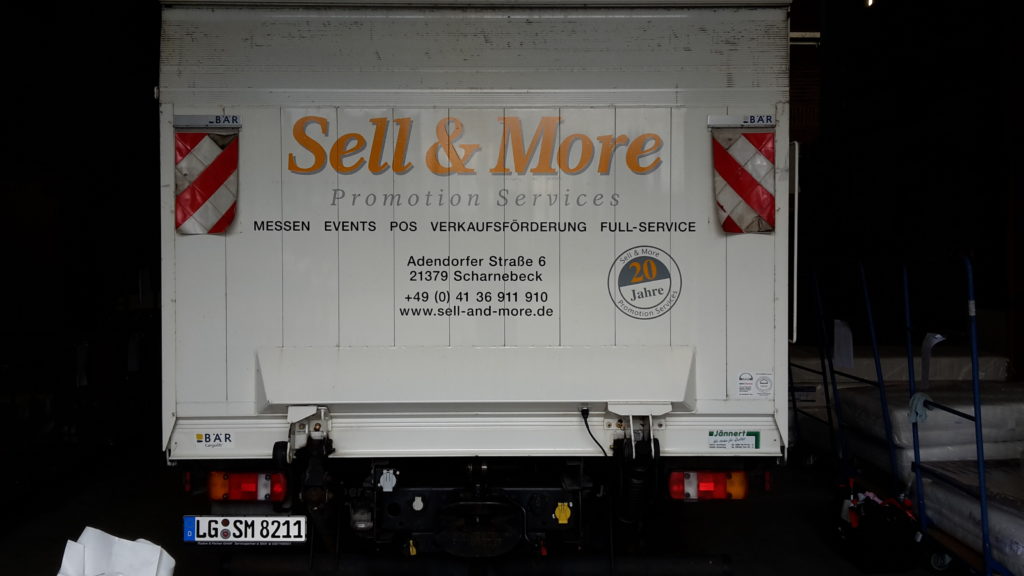 BÄR
BÄR
Sell & More
Promotion Services
MESSEN EVENTS POS VERKAUFSFÖRDERUNG FULL-SERVICE
Adendorfer Straße 6
21379 Scharnebeck
+49 (0) 41 36 911 910
www.sell-and-more.de
Sell & More
20
Jahre
Promotion Services
BÄR
Cargolift
Jännert
D
LG SM 8211